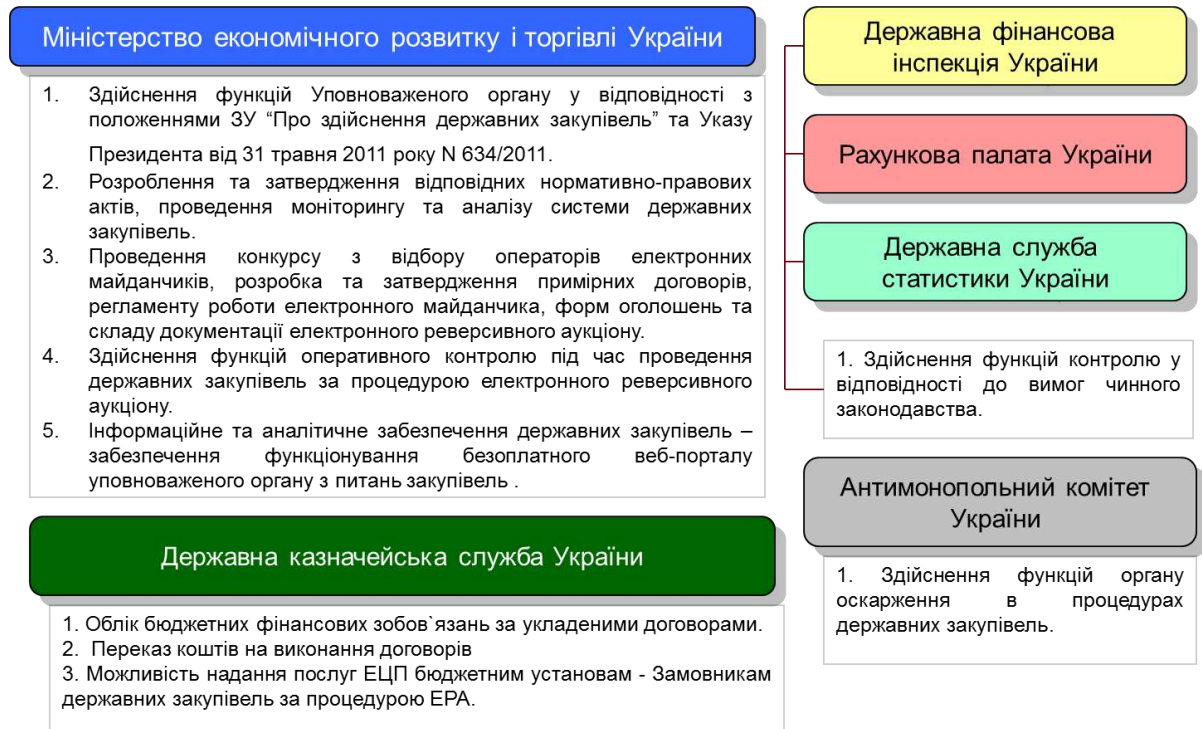 Міністерство економічного розвитку і торгівлі України
1. Здійснення функцій Уповноваженого органу у відповідності з
положеннями ЗУ “Про здійснення державних закупівель” та Указу
Президента від 31 травня 2011 року N 634/2011.
2. Розроблення та затвердження відповідних нормативно-правових
актів, проведення моніторингу та аналізу системи державних
закупівель.
3. Проведення конкурсу з відбору операторів електронних
майданчиків, розробка та затвердження примірних договорів,
регламенту роботи електронного майданчика, форм оголошень та
складу документації електронного реверсивного аукціону.
4. Здійснення функцій оперативного контролю під час проведення
державних закупівель за процедурою електронного реверсивного
аукціону.
5. Інформаційне та аналітичне забезпечення державних закупівель –
забезпечення функціонування безоплатного веб-порталу
уповноваженого органу з питань закупівель .
Державна казначейська служба України
1. Облік бюджетних фінансових зобов`язань за укладеними договорами.
2. Переказ коштів на виконання договорів
3. Можливість надання послуг ЕЦП бюджетним установам - Замовникам
державних закупівель за процедурою ЕРА.
Державна фінансова
інспекція України
Рахункова палата України
Державна служба
статистики України
1. Здійснення функцій контролю у
відповідності до вимог чинного
законодавства.
Антимонопольний комітет
України
1. Здійснення функцій органу
оскарження в процедурах
державних закупівель.